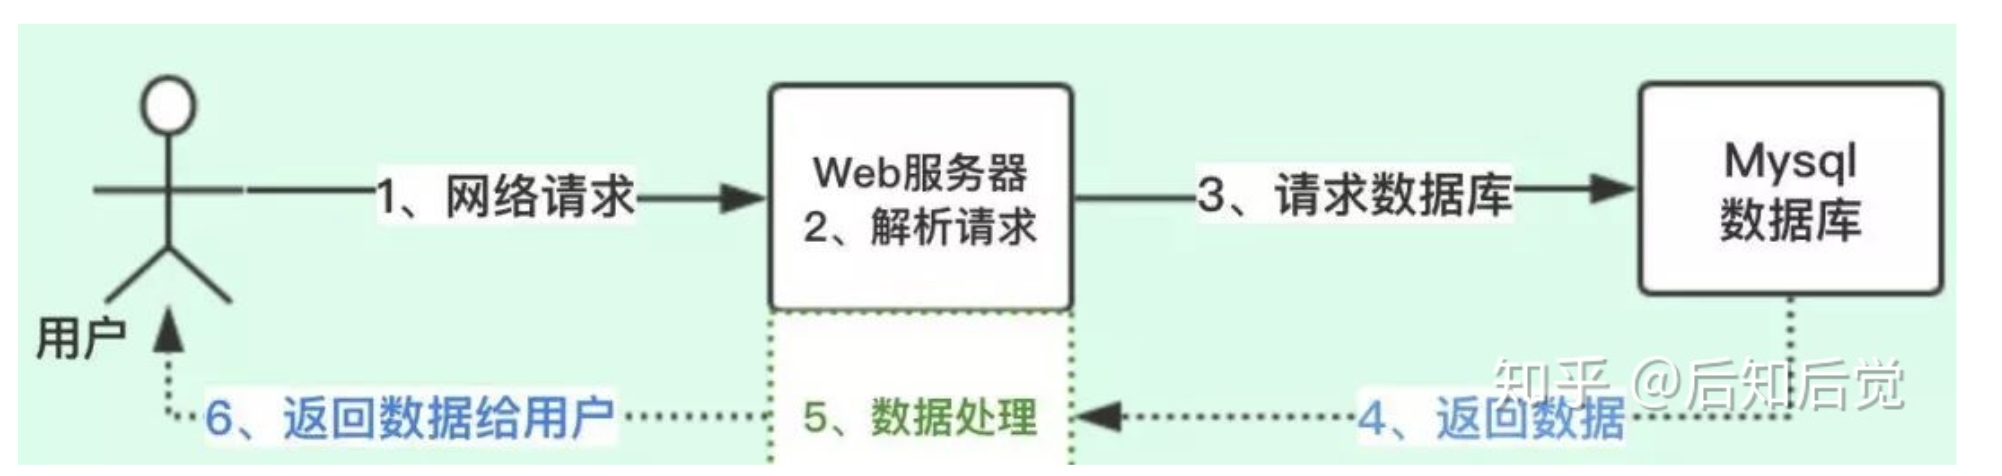 1、网络请求
Web服务器
2、解析请求
3、请求数据库
Mysql
数据库
用户
6、返回数据给用户
5、数据处理
4、返回数据
知乎 @后知后觉